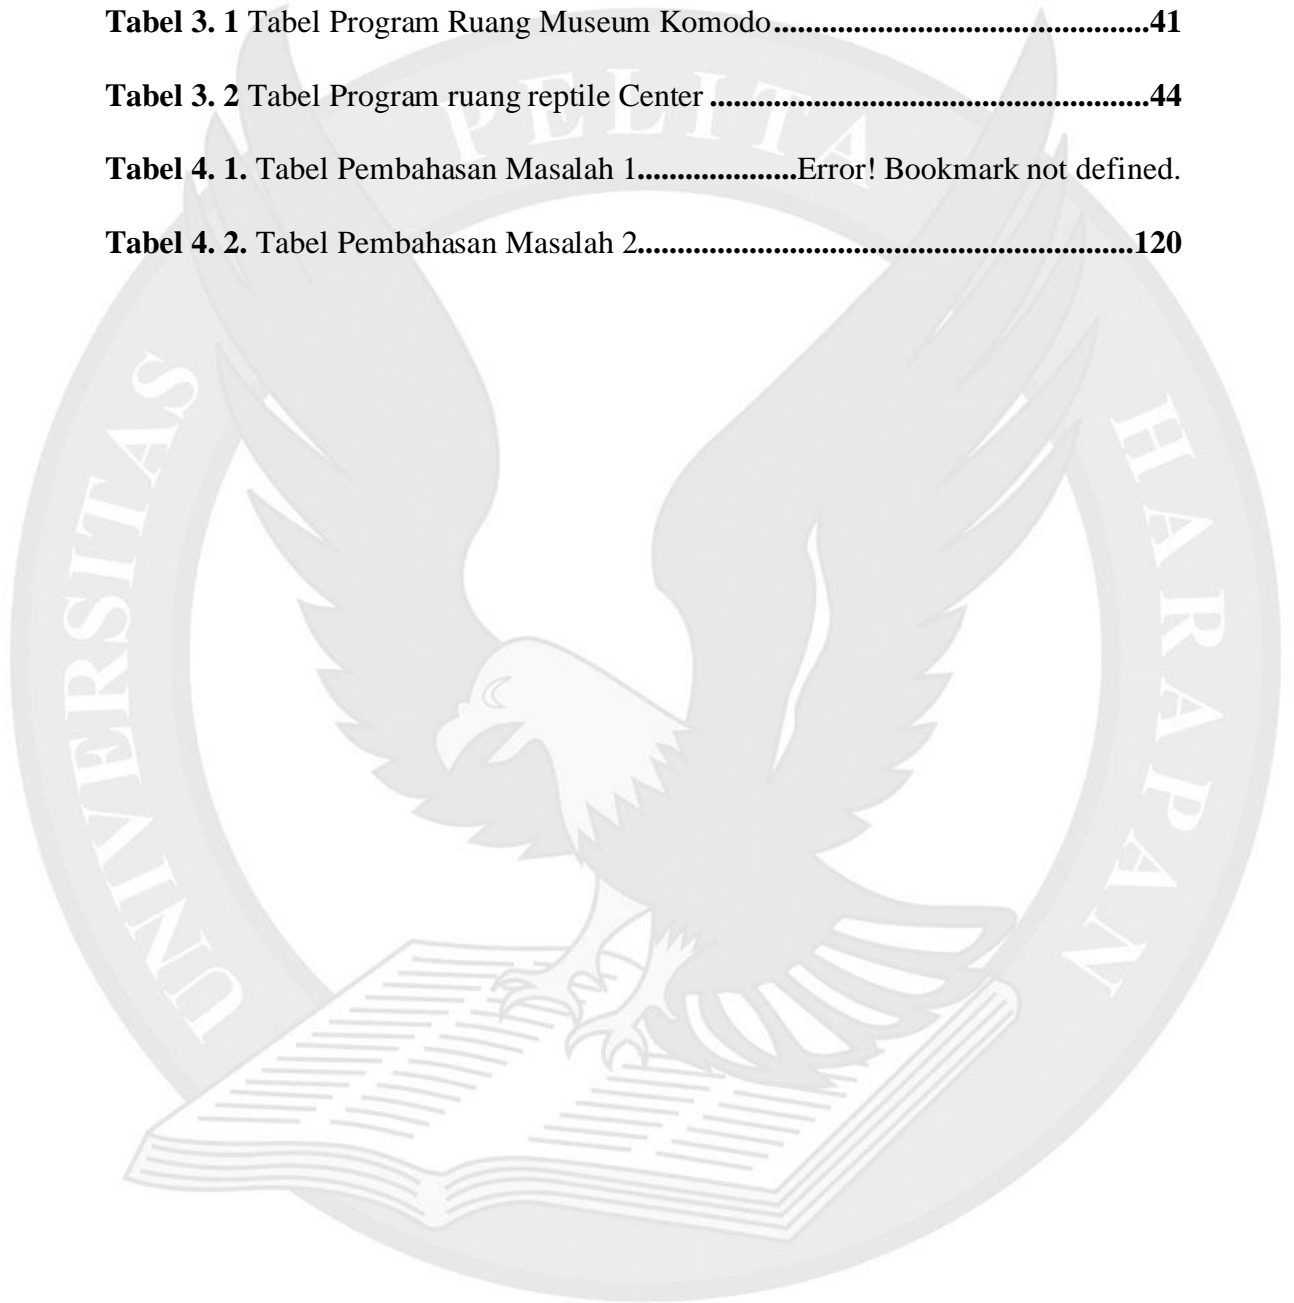 Tabel 3. 1 Tabel Program Ruang Museum Komodo..............................................41
Tabel 3. 2 Tabel Program ruang reptile Center ......................................................44
Tabel 4. 1. Tabel Pembahasan Masalah 1....................Error! Bookmark not defined.
Tabel 4. 2. Tabel Pembahasan Masalah 2.............................................................120
UNIVERSITAS PELITA HARAPAN